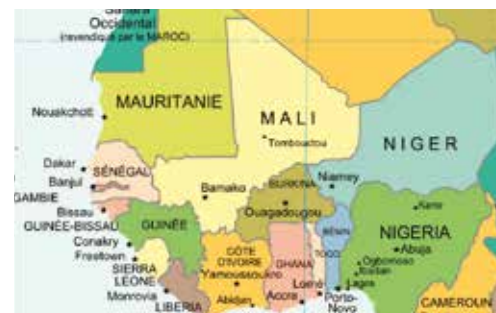 Sahara
Occidental
(revendiqué par le MAROC)
MAURITANIE
Nouakchott
MALI
Tombouctou
NIGER
Dakar
SÉNÉGAL
Banjul
GAMBIE
Bamako
BURKINA
Niamey
Bissau
GUINÉE-BISSAU
GUINÉE
Ouagadougou
BÉNIN
NIGERIA
Kano
Conakry
Freetown
CÔTE
D'IVOIRE
GHANA
TOGO
Abuja
Ogbomoso
Ibadan
SIERRA
LEONE
Yamoussoukro
Monrovia
LIBERIA
Abidjan
Accra
Lomé
Porto-
Novo
Lagos
CAMEROUN